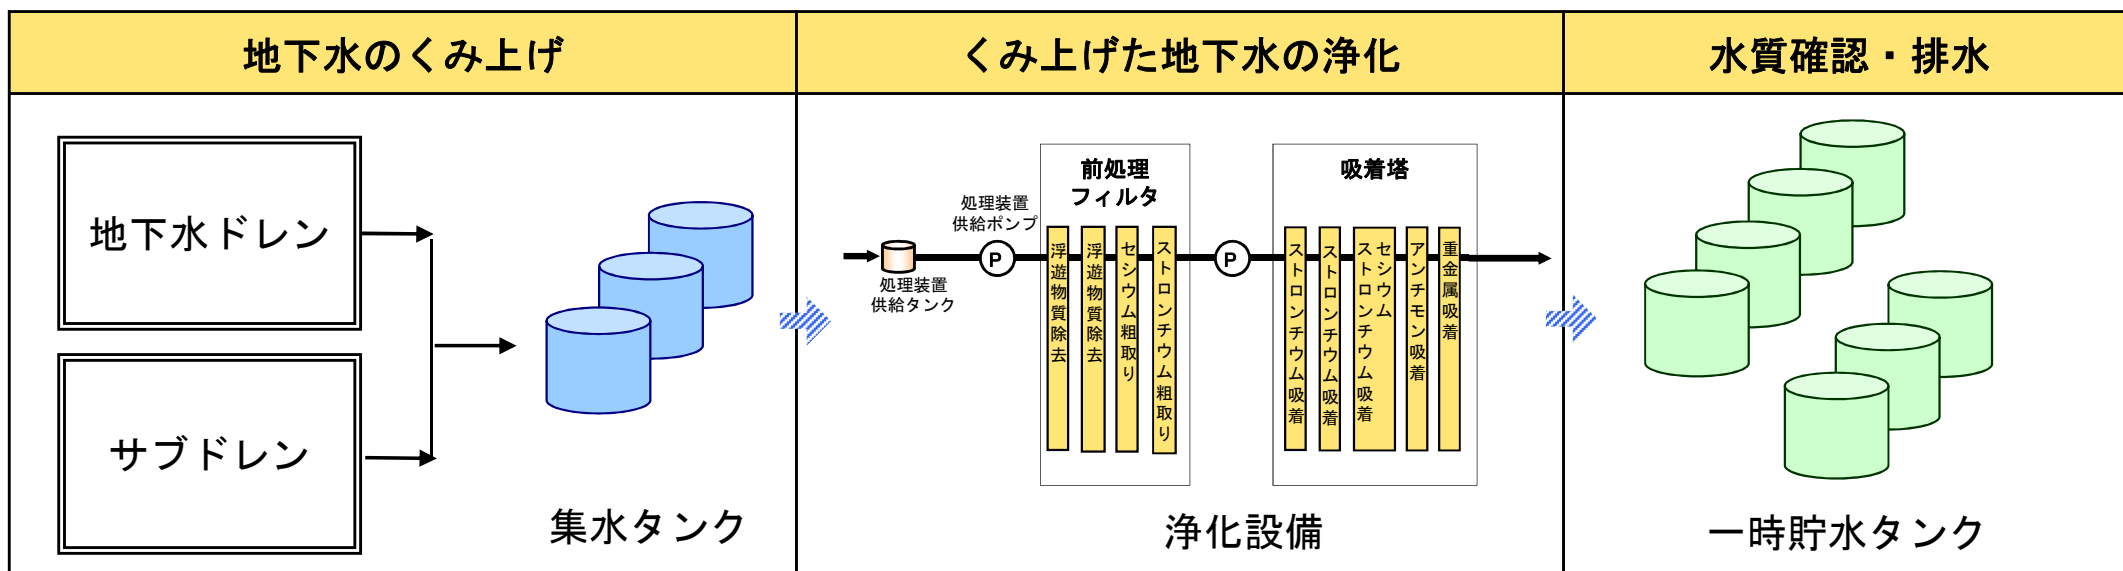 地下水のくみ上げ
くみ上げた地下水の浄化
水質確認・排水
地下水ドレン
サブドレン
集水タンク
処理装置
供給タンク
処理装置
供給ポンプ
P
前処理
フィルタ
浮遊物質除去
浮遊物質除去
セシウム粗取り
ストロンチウム粗取り
P
吸着塔
ストロンチウム吸着
ストロンチウム吸着
セシウム
ストロンチウム吸着
アンチモン吸着
重金属吸着
浄化設備
一時貯水タンク